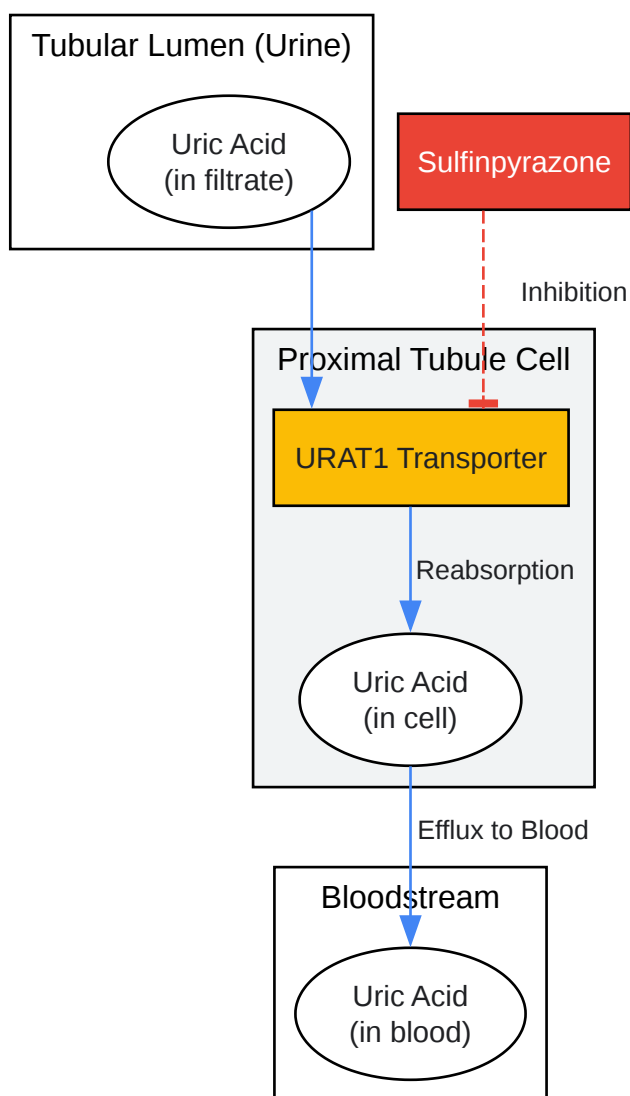 Tubular Lumen (Urine)
Uric Acid
(in filtrate)
Sulfinpyrazone
Inhibition
Proximal Tubule Cell
URAT1 Transporter
Reabsorption
Uric Acid
(in cell)
Efflux to Blood
Bloodstream
Uric Acid
(in blood)